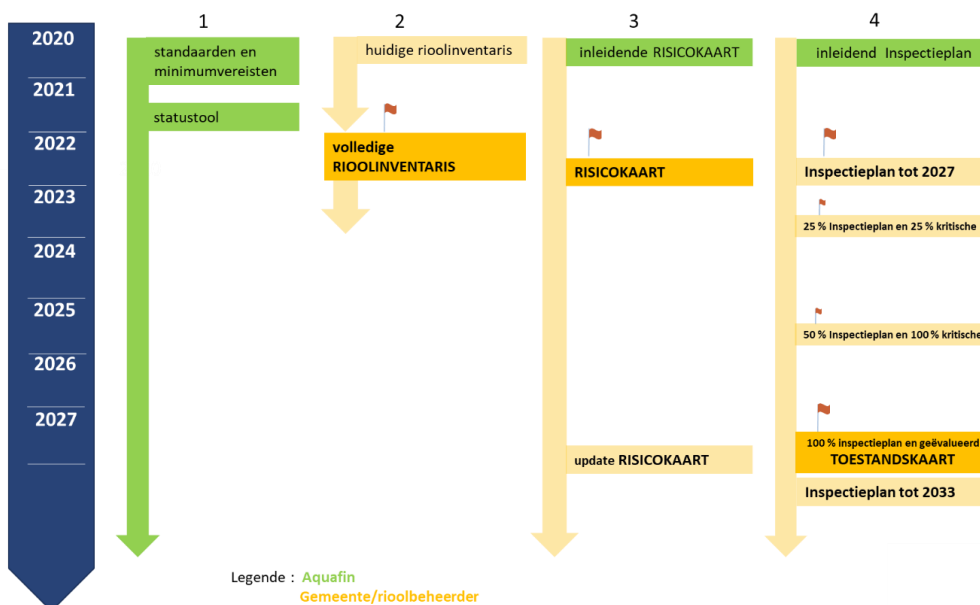 1
2
3
4
2020
2021
2022
2023
2024
2025
2026
2027
standaarden en
minimumvereisten
statustool
huidige rioolinventaris
volledige
RIOOLINVENTARIS
inleidende RISICOKAART
RISICOKAART
update RISICOKAART
inleidend Inspectieplan
Inspectieplan tot 2027
25 % Inspectieplan en 25 % kritische
50 % Inspectieplan en 100 % kritische
100 % inspectieplan en geëvalueerd
TOESTANDSKAART
Inspectieplan tot 2033
Legende : Aquafin
Gemeente/rioolbeheerder